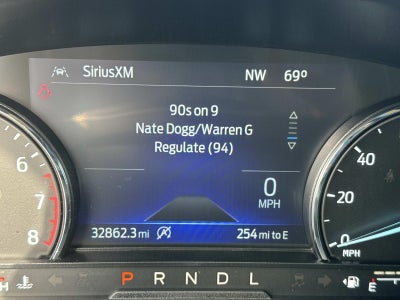 SiriusXM NW 69°
90s on 9
Nate Dogg/Warren G
Regulate (94)
0
MPH
32862.3 mi 254 mi to E
6
7
8
40
20
0
MPH
H P R N D L F